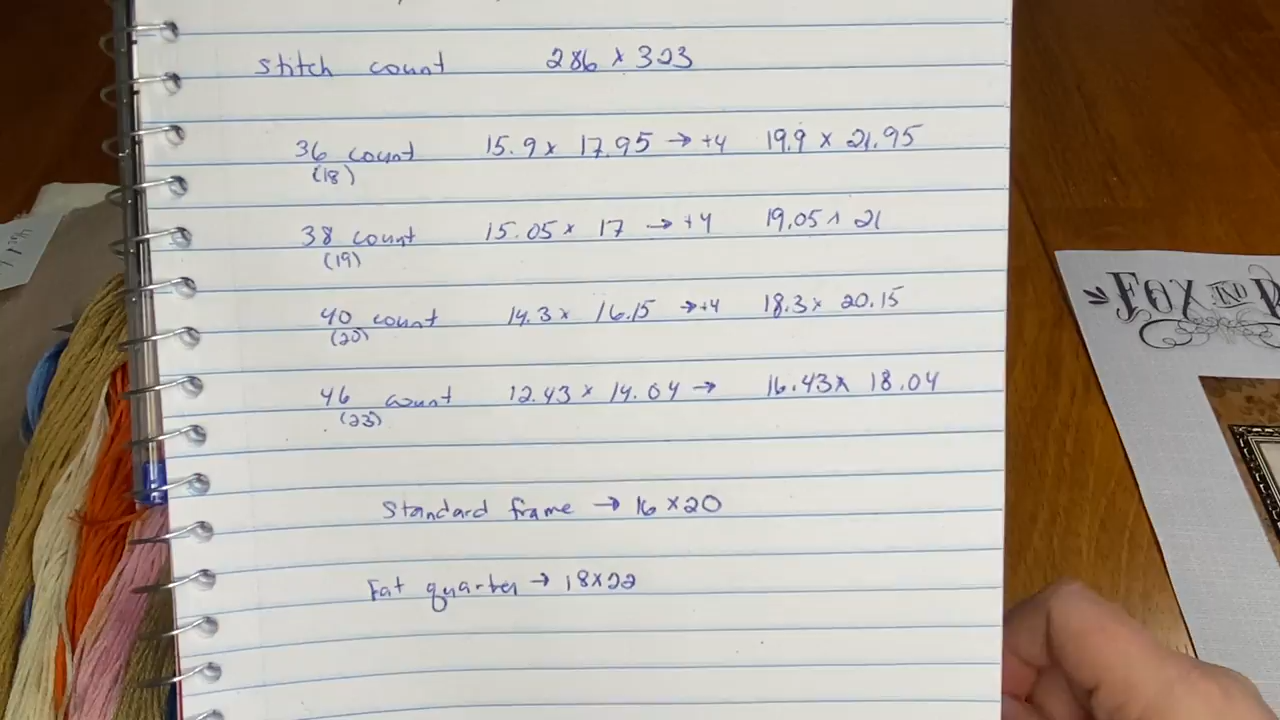 stitch count 286 x 323
36 count 15.9 x 17.95 → +4 19.9 x 21.95
(18)
38 count 15.05 x 17 → +4 19.05 x 21
(19)
40 count 14.3 x 16.15 → +4 18.3 x 20.15
(20)
46 count 12.43 x 14.04 → 16.43 x 18.04
(23)
Standard frame → 16 x 20
Fat quarter → 18 x 22
FOX AND